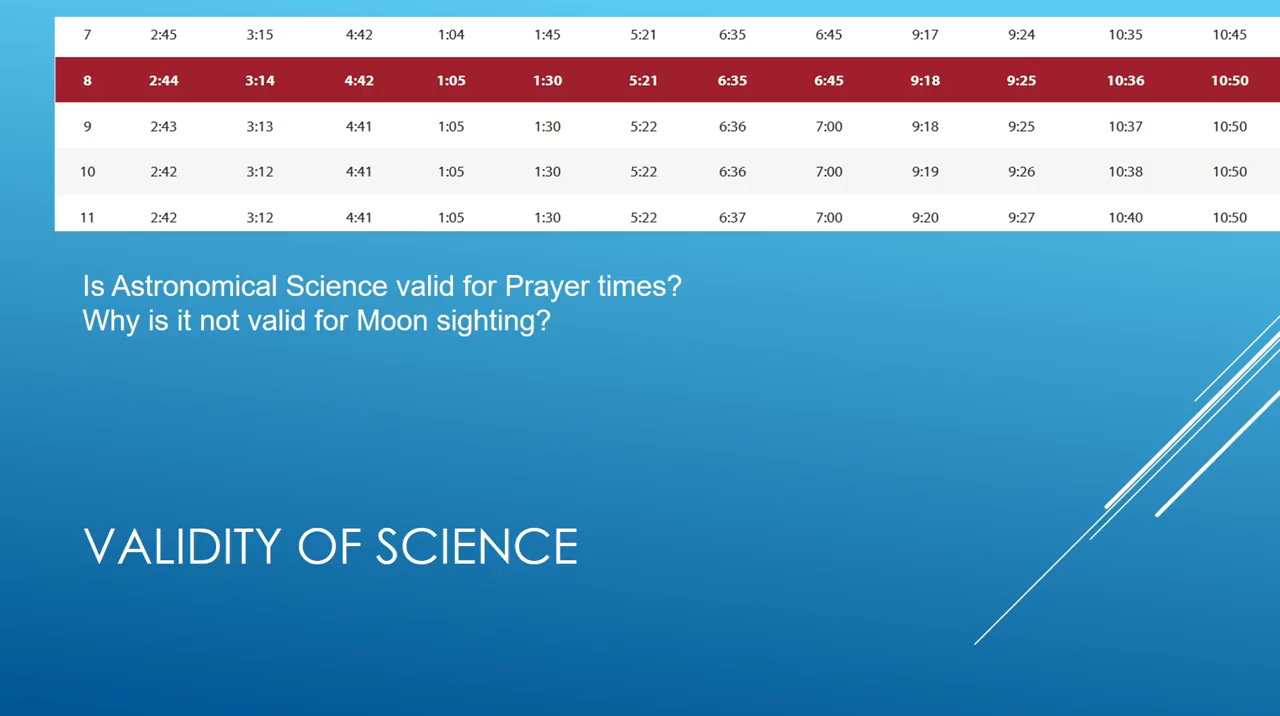 7 2:45 3:15 4:42 1:04 1:45 5:21 6:35 6:45 9:17 9:24 10:35 10:45
8 2:44 3:14 4:42 1:05 1:30 5:21 6:35 6:45 9:18 9:25 10:36 10:50
9 2:43 3:13 4:41 1:05 1:30 5:22 6:36 7:00 9:18 9:25 10:37 10:50
10 2:42 3:12 4:41 1:05 1:30 5:22 6:36 7:00 9:19 9:26 10:38 10:50
11 2:42 3:12 4:41 1:05 1:30 5:22 6:37 7:00 9:20 9:27 10:40 10:50
Is Astronomical Science valid for Prayer times?
Why is it not valid for Moon sighting?
VALIDITY OF SCIENCE